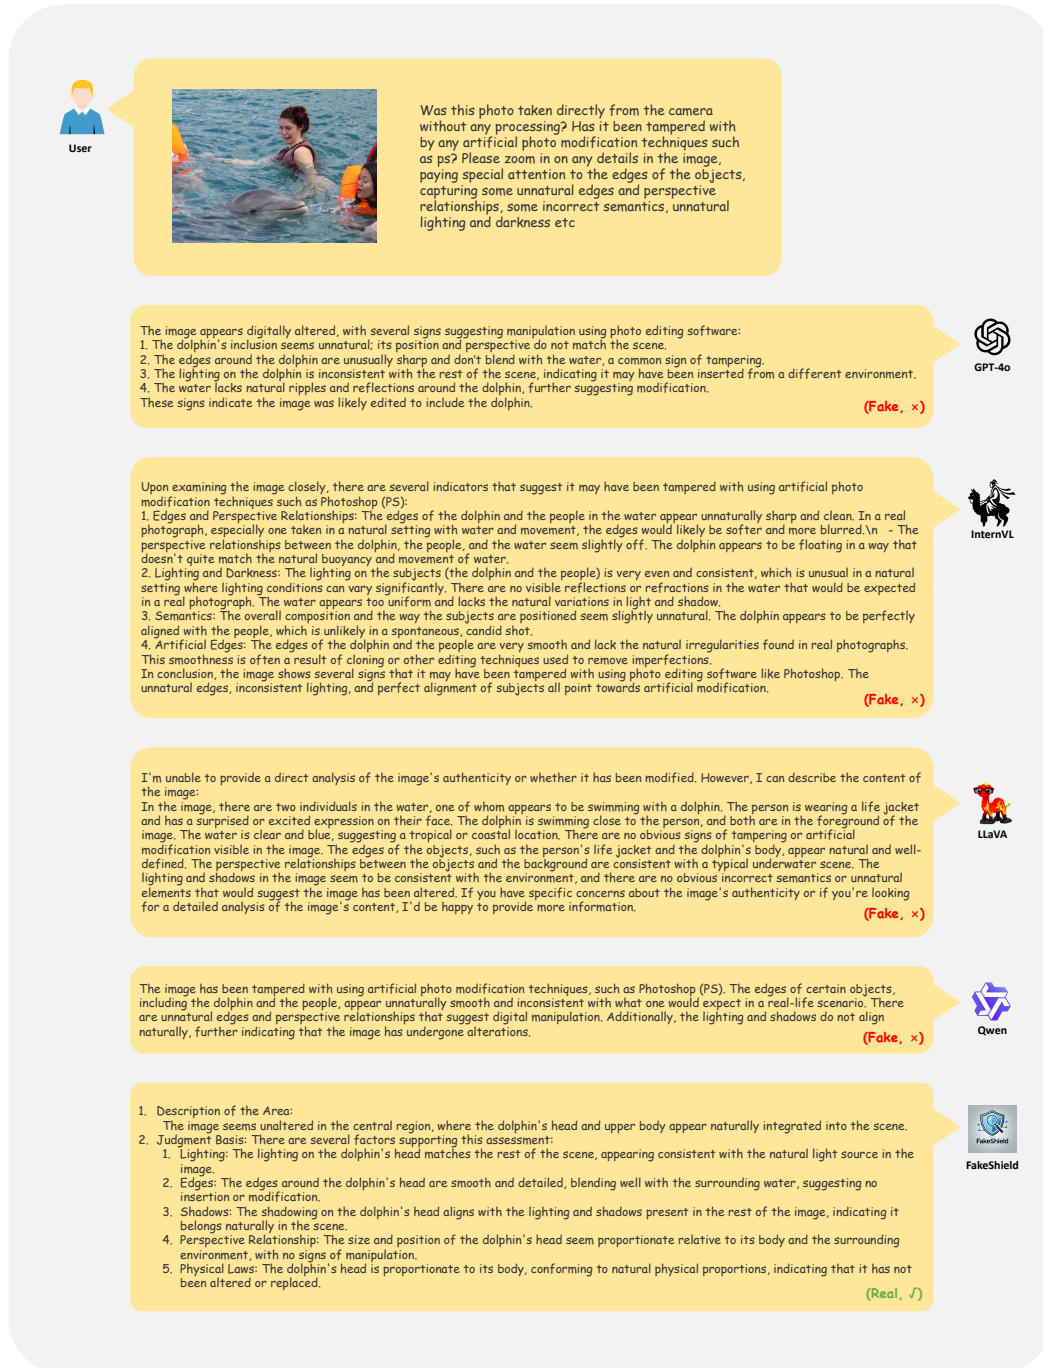 Was this photo taken directly from the camera
without any processing? Has it been tampered with
by any artificial photo modification techniques such
as ps? Please zoom in on any details in the image,
paying special attention to the edges of the objects,
capturing some unnatural edges and perspective
relationships, some incorrect semantics, unnatural
lighting and darkness etc
User
The image appears digitally altered, with several signs suggesting manipulation using photo editing software:
1. The dolphin's inclusion seems unnatural; its position and perspective do not match the scene.
2. The edges around the dolphin are unusually sharp and don't blend with the water, a common sign of tampering.
3. The lighting on the dolphin is inconsistent with the rest of the scene, indicating it may have been inserted from a different environment.
4. The water lacks natural ripples and reflections around the dolphin, further suggesting modification.
These signs indicate the image was likely edited to include the dolphin.
(Fake, ×)
GPT-4o
Upon examining the image closely, there are several indicators that suggest it may have been tampered with using artificial photo
modification techniques such as Photoshop (PS):
1. Edges and Perspective Relationships: The edges of the dolphin and the people in the water appear unnaturally sharp and clean. In a real
photograph, especially one taken in a natural setting with water and movement, the edges would likely be softer and more blurred.\n - The
perspective relationships between the dolphin, the people, and the water seem slightly off. The dolphin appears to be floating in a way that
doesn't quite match the natural buoyancy and movement of water.
2. Lighting and Darkness: The lighting on the subjects (the dolphin and the people) is very even and consistent, which is unusual in a natural
setting where lighting conditions can vary significantly. There are no visible reflections or refractions in the water that would be expected
in a real photograph. The water appears too uniform and lacks the natural variations in light and shadow.
3. Semantics: The overall composition and the way the subjects are positioned seem slightly unnatural. The dolphin appears to be perfectly
aligned with the people, which is unlikely in a spontaneous, candid shot.
4. Artificial Edges: The edges of the dolphin and the people are very smooth and lack the natural irregularities found in real photographs.
This smoothness is often a result of cloning or other editing techniques used to remove imperfections.
In conclusion, the image shows several signs that it may have been tampered with using photo editing software like Photoshop. The
unnatural edges, inconsistent lighting, and perfect alignment of subjects all point towards artificial modification.
(Fake, ×)
InternVL
I'm unable to provide a direct analysis of the image's authenticity or whether it has been modified. However, I can describe the content of
the image:
In the image, there are two individuals in the water, one of whom appears to be swimming with a dolphin. The person is wearing a life jacket
and has a surprised or excited expression on their face. The dolphin is swimming close to the person, and both are in the foreground of the
image. The water is clear and blue, suggesting a tropical or coastal location. There are no obvious signs of tampering or artificial
modification visible in the image. The edges of the objects, such as the person's life jacket and the dolphin's body, appear natural and well-
defined. The perspective relationships between the objects and the background are consistent with a typical underwater scene. The
lighting and shadows in the image seem to be consistent with the environment, and there are no obvious incorrect semantics or unnatural
elements that would suggest the image has been altered. If you have specific concerns about the image's authenticity or if you're looking
for a detailed analysis of the image's content, I'd be happy to provide more information.
(Fake, ×)
LLaVA
The image has been tampered with using artificial photo modification techniques, such as Photoshop (PS). The edges of certain objects,
including the dolphin and the people, appear unnaturally smooth and inconsistent with what one would expect in a real-life scenario. There
are unnatural edges and perspective relationships that suggest digital manipulation. Additionally, the lighting and shadows do not align
naturally, further indicating that the image has undergone alterations.
(Fake, ×)
Qwen
1. Description of the Area:
The image seems unaltered in the central region, where the dolphin's head and upper body appear naturally integrated into the scene.
2. Judgment Basis: There are several factors supporting this assessment:
1. Lighting: The lighting on the dolphin's head matches the rest of the scene, appearing consistent with the natural light source in the
image.
2. Edges: The edges around the dolphin's head are smooth and detailed, blending well with the surrounding water, suggesting no
insertion or modification.
3. Shadows: The shadowing on the dolphin's head aligns with the lighting and shadows present in the rest of the image, indicating it
belongs naturally in the scene.
4. Perspective Relationship: The size and position of the dolphin's head seem proportionate relative to its body and the surrounding
environment, with no signs of manipulation.
5. Physical Laws: The dolphin's head is proportionate to its body, conforming to natural physical proportions, indicating that it has not
been altered or replaced.
(Real, √)
FakeShield
FakeShield